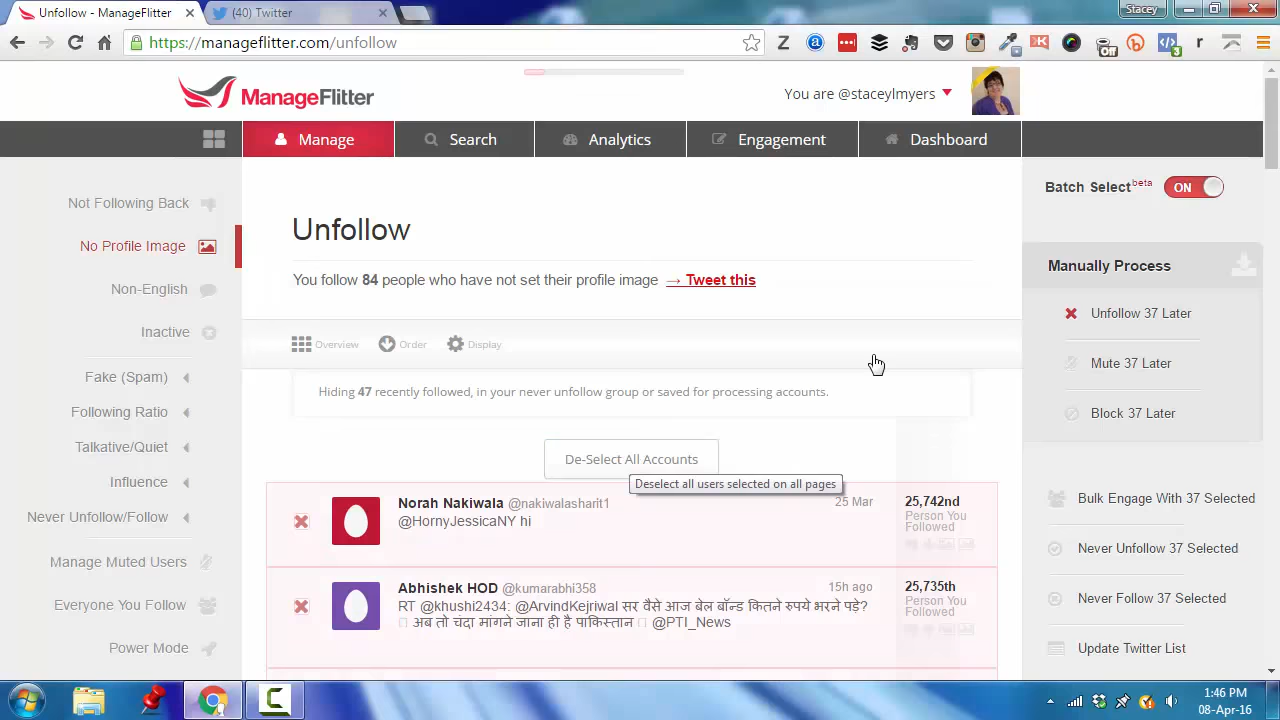 Unfollow - ManageFlitter
(40) Twitter
Stacey
https://manageflitter.com/unfollow
Off
3
ManageFlitter
You are @staceylmyers
Manage
Search
Analytics
Engagement
Dashboard
Not Following Back
No Profile Image
Non-English
Inactive
Fake (Spam)
Following Ratio
Talkative/Quiet
Influence
Never Unfollow/Follow
Manage Muted Users
Everyone You Follow
Power Mode
Unfollow
You follow 84 people who have not set their profile image → Tweet this
Overview
Order
Display
Hiding 47 recently followed, in your never unfollow group or saved for processing accounts.
De-Select All Accounts
Deselect all users selected on all pages
Norah Nakiwala @nakiwalasharit1
25 Mar
@HornyJessicaNY hi
25,742nd
Person You
Followed
Abhishek HOD @kumarabhi358
15h ago
RT @khushi2434: @ArvindKejriwal सर वैसे आज बेल बॉन्ड कितने रुपये भरने पड़े?
अब तो चंदा मांगने जाना ही है पाकिस्तान @PTI_News
25,735th
Person You
Followed
Batch Select beta
ON
Manually Process
Unfollow 37 Later
Mute 37 Later
Block 37 Later
Bulk Engage With 37 Selected
Never Unfollow 37 Selected
Never Follow 37 Selected
Update Twitter List
1:46 PM
08-Apr-16